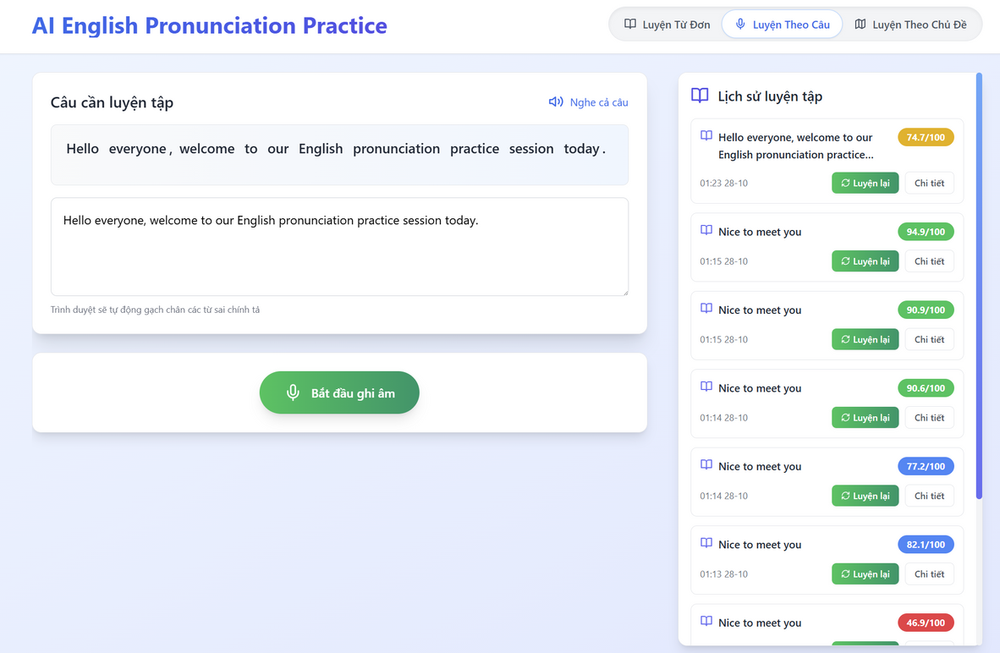 AI English Pronunciation Practice
Luyện Từ Đơn
Luyện Theo Câu
Luyện Theo Chủ Đề
Câu cần luyện tập
Nghe cả câu
Hello everyone, welcome to our English pronunciation practice session today.
Hello everyone, welcome to our English pronunciation practice session today.
Trình duyệt sẽ tự động gạch chân các từ sai chính tả
Bắt đầu ghi âm
Lịch sử luyện tập
Hello everyone, welcome to our
English pronunciation practice...
74.7/100
01:23 28-10
Luyện lại
Chi tiết
Nice to meet you
94.9/100
01:15 28-10
Luyện lại
Chi tiết
Nice to meet you
90.9/100
01:15 28-10
Luyện lại
Chi tiết
Nice to meet you
90.6/100
01:14 28-10
Luyện lại
Chi tiết
Nice to meet you
77.2/100
01:14 28-10
Luyện lại
Chi tiết
Nice to meet you
82.1/100
01:13 28-10
Luyện lại
Chi tiết
Nice to meet you
46.9/100